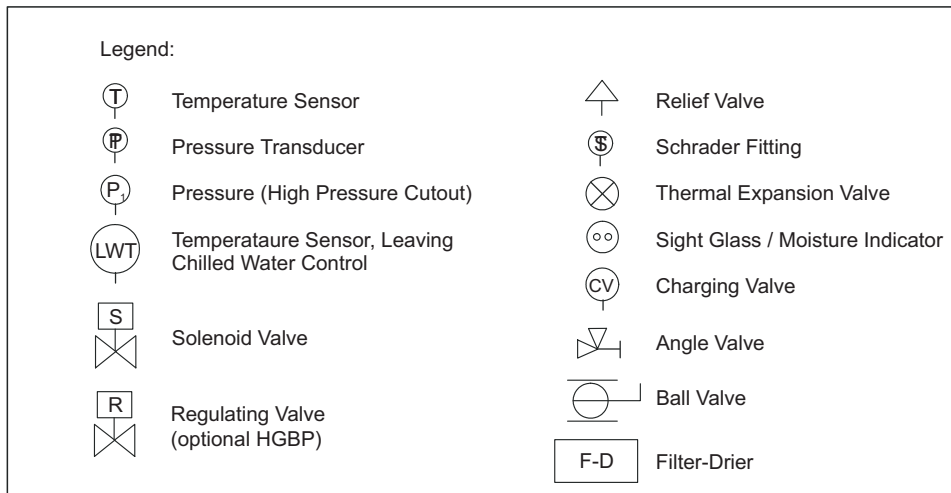 Legend:
T Temperature Sensor
P Pressure Transducer
P1 Pressure (High Pressure Cutout)
LWT Temperataure Sensor, Leaving
Chilled Water Control
S
Solenoid Valve
R
Regulating Valve
(optional HGBP)
Relief Valve
S Schrader Fitting
Thermal Expansion Valve
Sight Glass / Moisture Indicator
CV Charging Valve
Angle Valve
Ball Valve
F-D Filter-Drier